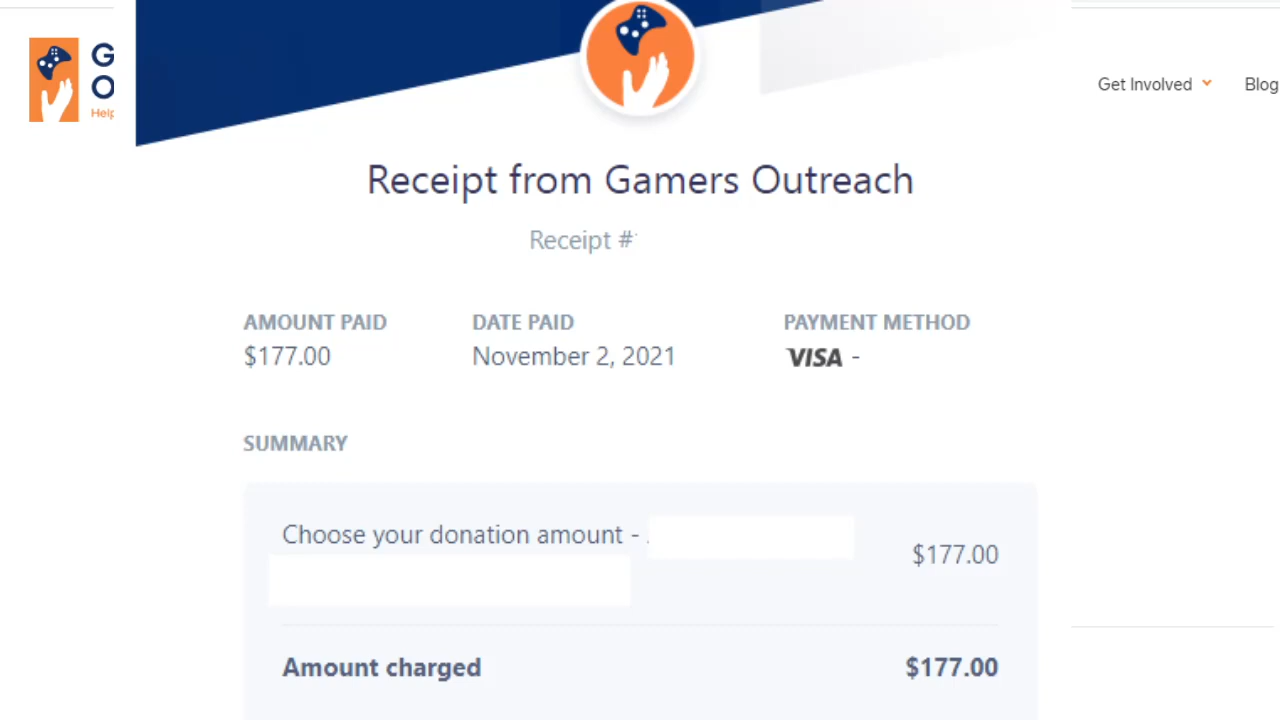 G
O
Help
Get Involved
Blog
Receipt from Gamers Outreach
Receipt #
AMOUNT PAID
DATE PAID
PAYMENT METHOD
$177.00
November 2, 2021
VISA -
SUMMARY
Choose your donation amount -
$177.00
Amount charged
$177.00